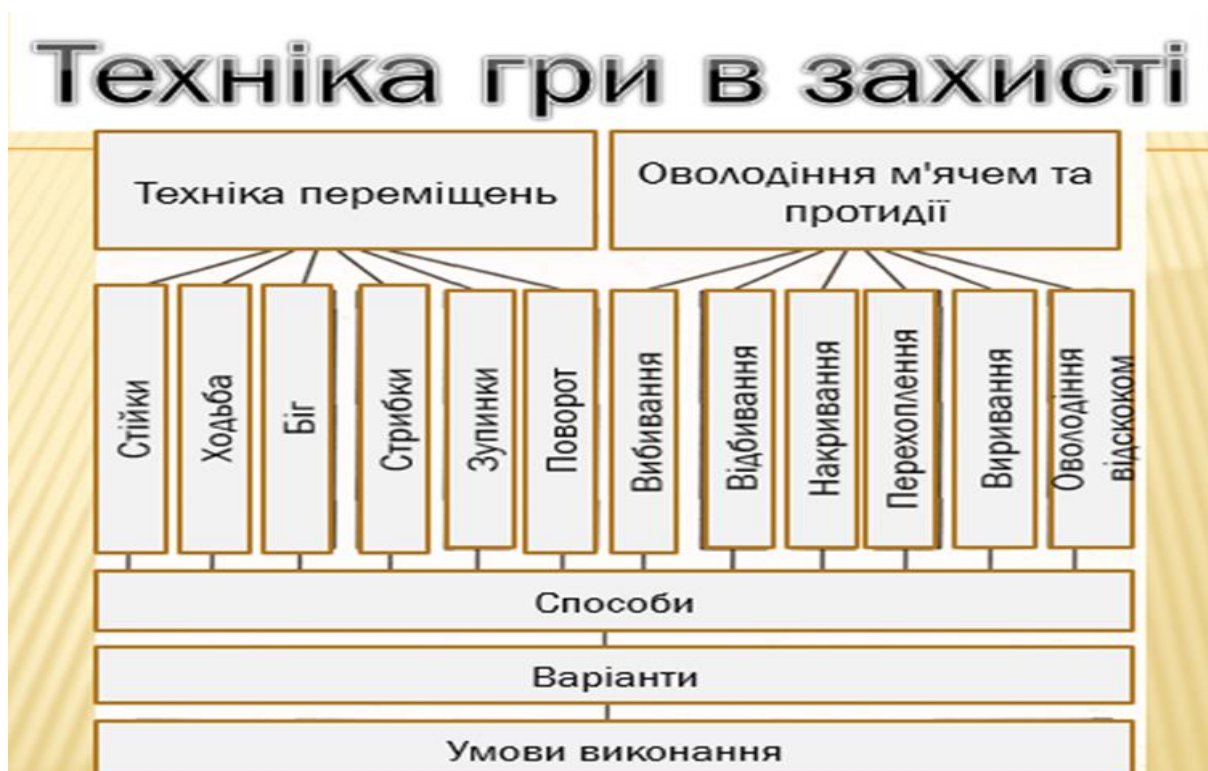 Техніка гри в захисті
Техніка переміщень
Оволодіння м'ячем та
протидії
Стійки
Ходьба
Біг
Стрибки
Зупинки
Поворот
Вибивання
Відбивання
Накривання
Перехоплення
Виривання
Оволодіння
відскоком
Способи
Варіанти
Умови виконання